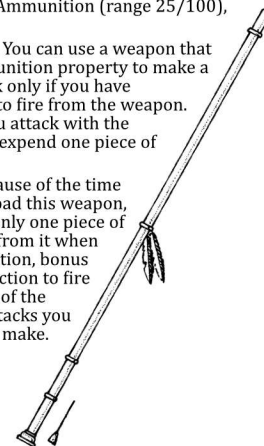 Ammunition (range 25/100),
You can use a weapon that
unition property to make a
k only if you have
to fire from the weapon.
u attack with the
expend one piece of
ause of the time
oad this weapon,
only one piece of
from it when
tion, bonus
ction to fire
of the
tacks you
make.